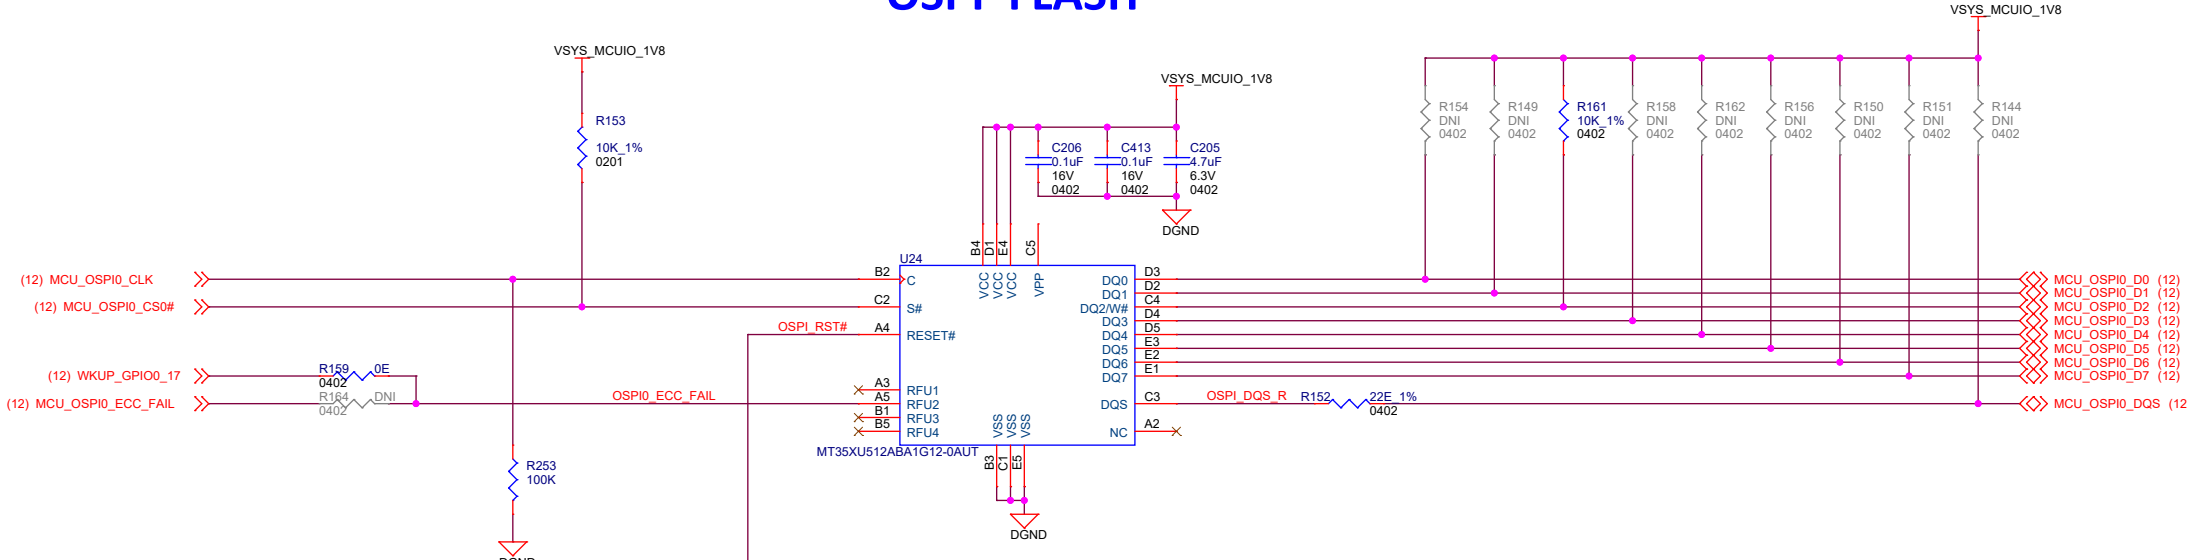 OSPI FLASH
VSYS_MCUIO_1V8
VSYS_MCUIO_1V8
VSYS_MCUIO_1V8
R153
10K_1%
0201
C206
0.1uF
16V
0402
C413
0.1uF
16V
0402
C205
4.7uF
6.3V
0402
DGND
R154
DNI
0402
R149
DNI
0402
R161
10K_1%
0402
R158
DNI
0402
R162
DNI
0402
R156
DNI
0402
R150
DNI
0402
R151
DNI
0402
R144
DNI
0402
(12) MCU_OSPI0_CLK
(12) MCU_OSPI0_CS0#
OSPI_RST#
(12) WKUP_GPIO0_17
R159 0E
0402
(12) MCU_OSPI0_ECC_FAIL
R164 DNI
0402
OSPI0_ECC_FAIL
R253
100K
U24
B4
D1
E4
C5
VCC
VCC
VCC
VPP
B2 C
C2 S#
A4 RESET#
A3 RFU1
A5 RFU2
B1 RFU3
B5 RFU4
VSS
VSS
VSS
B3
C1
E5
MT35XU512ABA1G12-0AUT
DGND
DQ0 D3
DQ1 D2
DQ2/W# C4
DQ3 D4
DQ4 D5
DQ5 E3
DQ6 E2
DQ7 E1
DQS C3
NC A2
OSPI_DQS_R
R152 22E_1%
0402
MCU_OSPI0_D0 (12)
MCU_OSPI0_D1 (12)
MCU_OSPI0_D2 (12)
MCU_OSPI0_D3 (12)
MCU_OSPI0_D4 (12)
MCU_OSPI0_D5 (12)
MCU_OSPI0_D6 (12)
MCU_OSPI0_D7 (12)
MCU_OSPI0_DQS (12
DGND